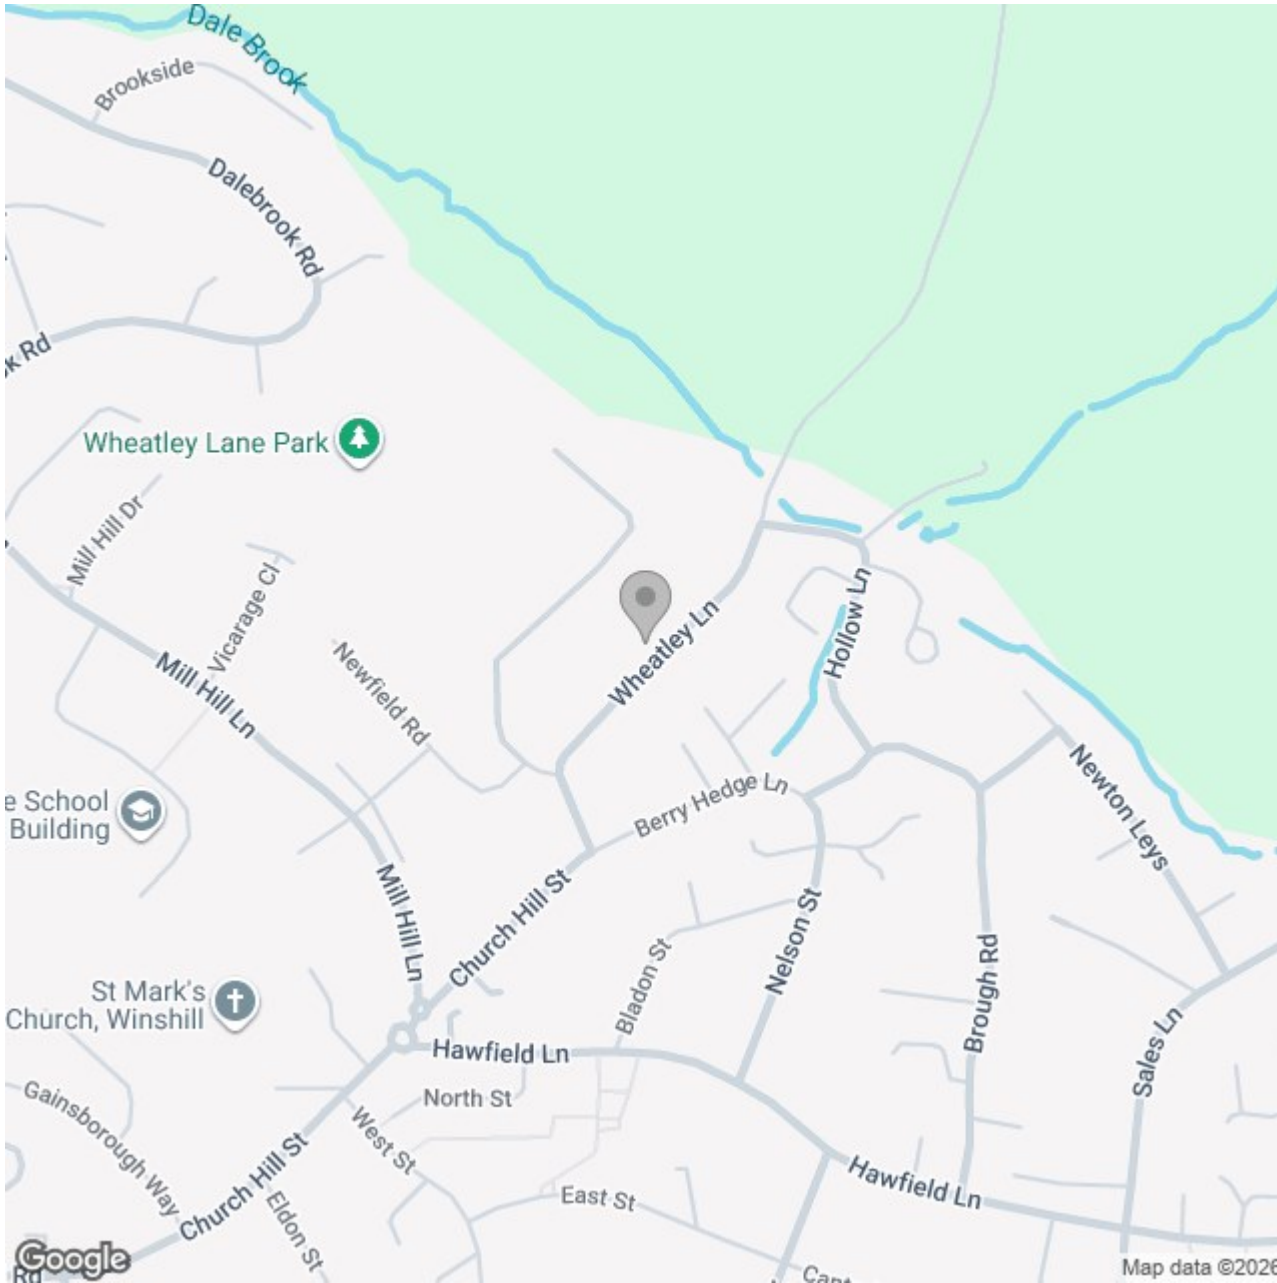 Dale Brook
Brookside
Dalebrook Rd
Rd
Wheatley Lane Park
Mill Hill Dr
Vicarage Cl
Newfield Rd
Wheatley Ln
Hollow Ln
Mill Hill Ln
Berry Hedge Ln
Newton Leys
School
Building
Mill Hill Ln
Church Hill St
Nelson St
Bladon St
Brough Rd
St Mark's
Church, Winshill
Hawfield Ln
Sales Ln
North St
Gainsborough Way
West St
Church Hill St
Eldon St
East St
Hawfield Ln
Google
Rd
Map data ©2026